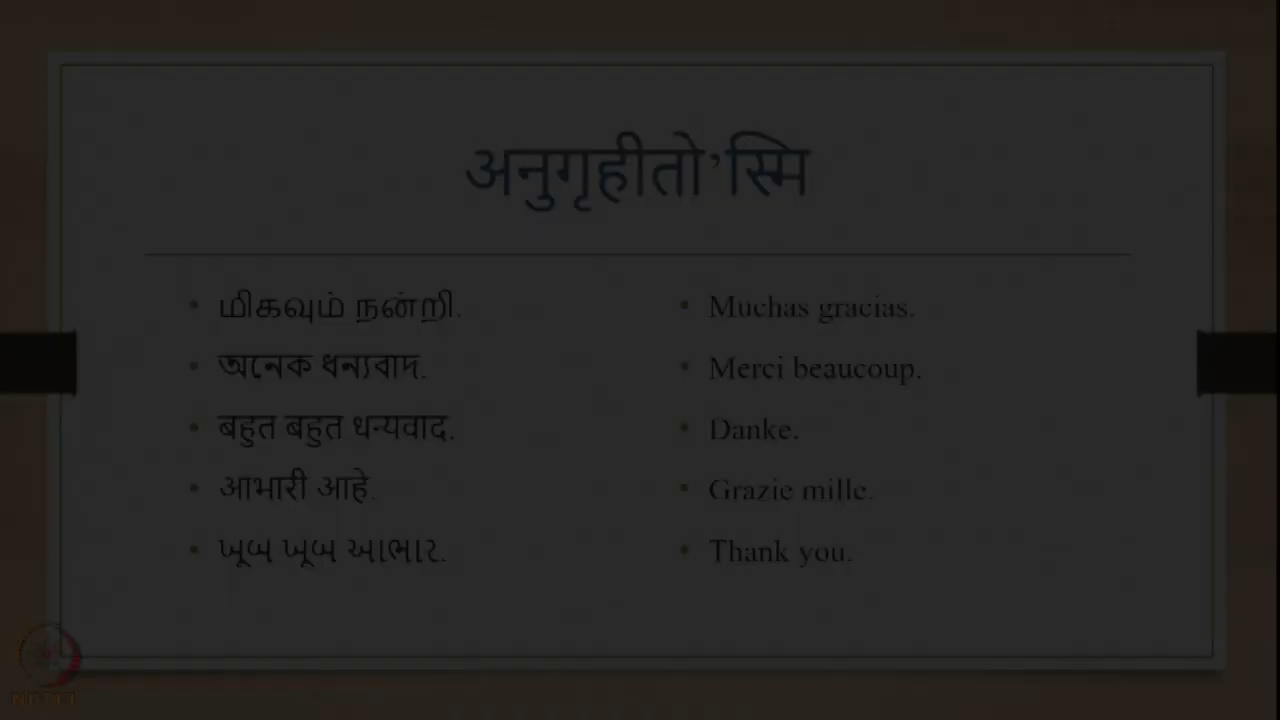 अनुगृहीतो’स्मि
மிகவும் நன்றி.
অনেক ধন্যবাদ.
बहुत बहुत धन्यवाद.
आभारी आहे.
ખૂબ ખૂબ આભાર.
Muchas gracias.
Merci beaucoup.
Danke.
Grazie mille.
Thank you.
NPTEL